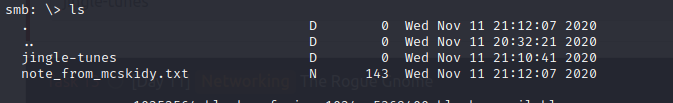 smb: \> ls
  .                                   D        0  Wed Nov 11 21:12:07 2020
  ..                                  D        0  Wed Nov 11 20:32:21 2020
  jingle-tunes                        D        0  Wed Nov 11 21:10:41 2020
  note_from_mcskidy.txt               N      143  Wed Nov 11 21:12:07 2020